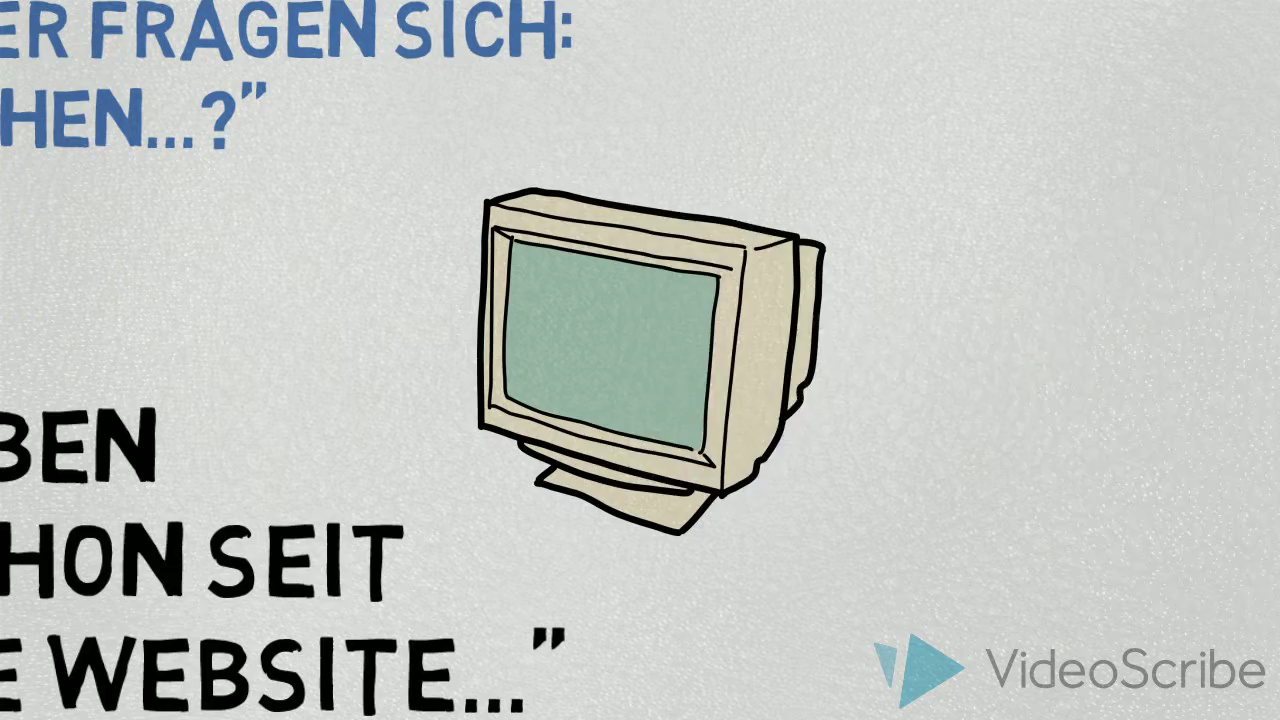 ER FRAGEN SICH:
HEN...?"
BEN
HON SEIT
E WEBSITE..."
VideoScribe